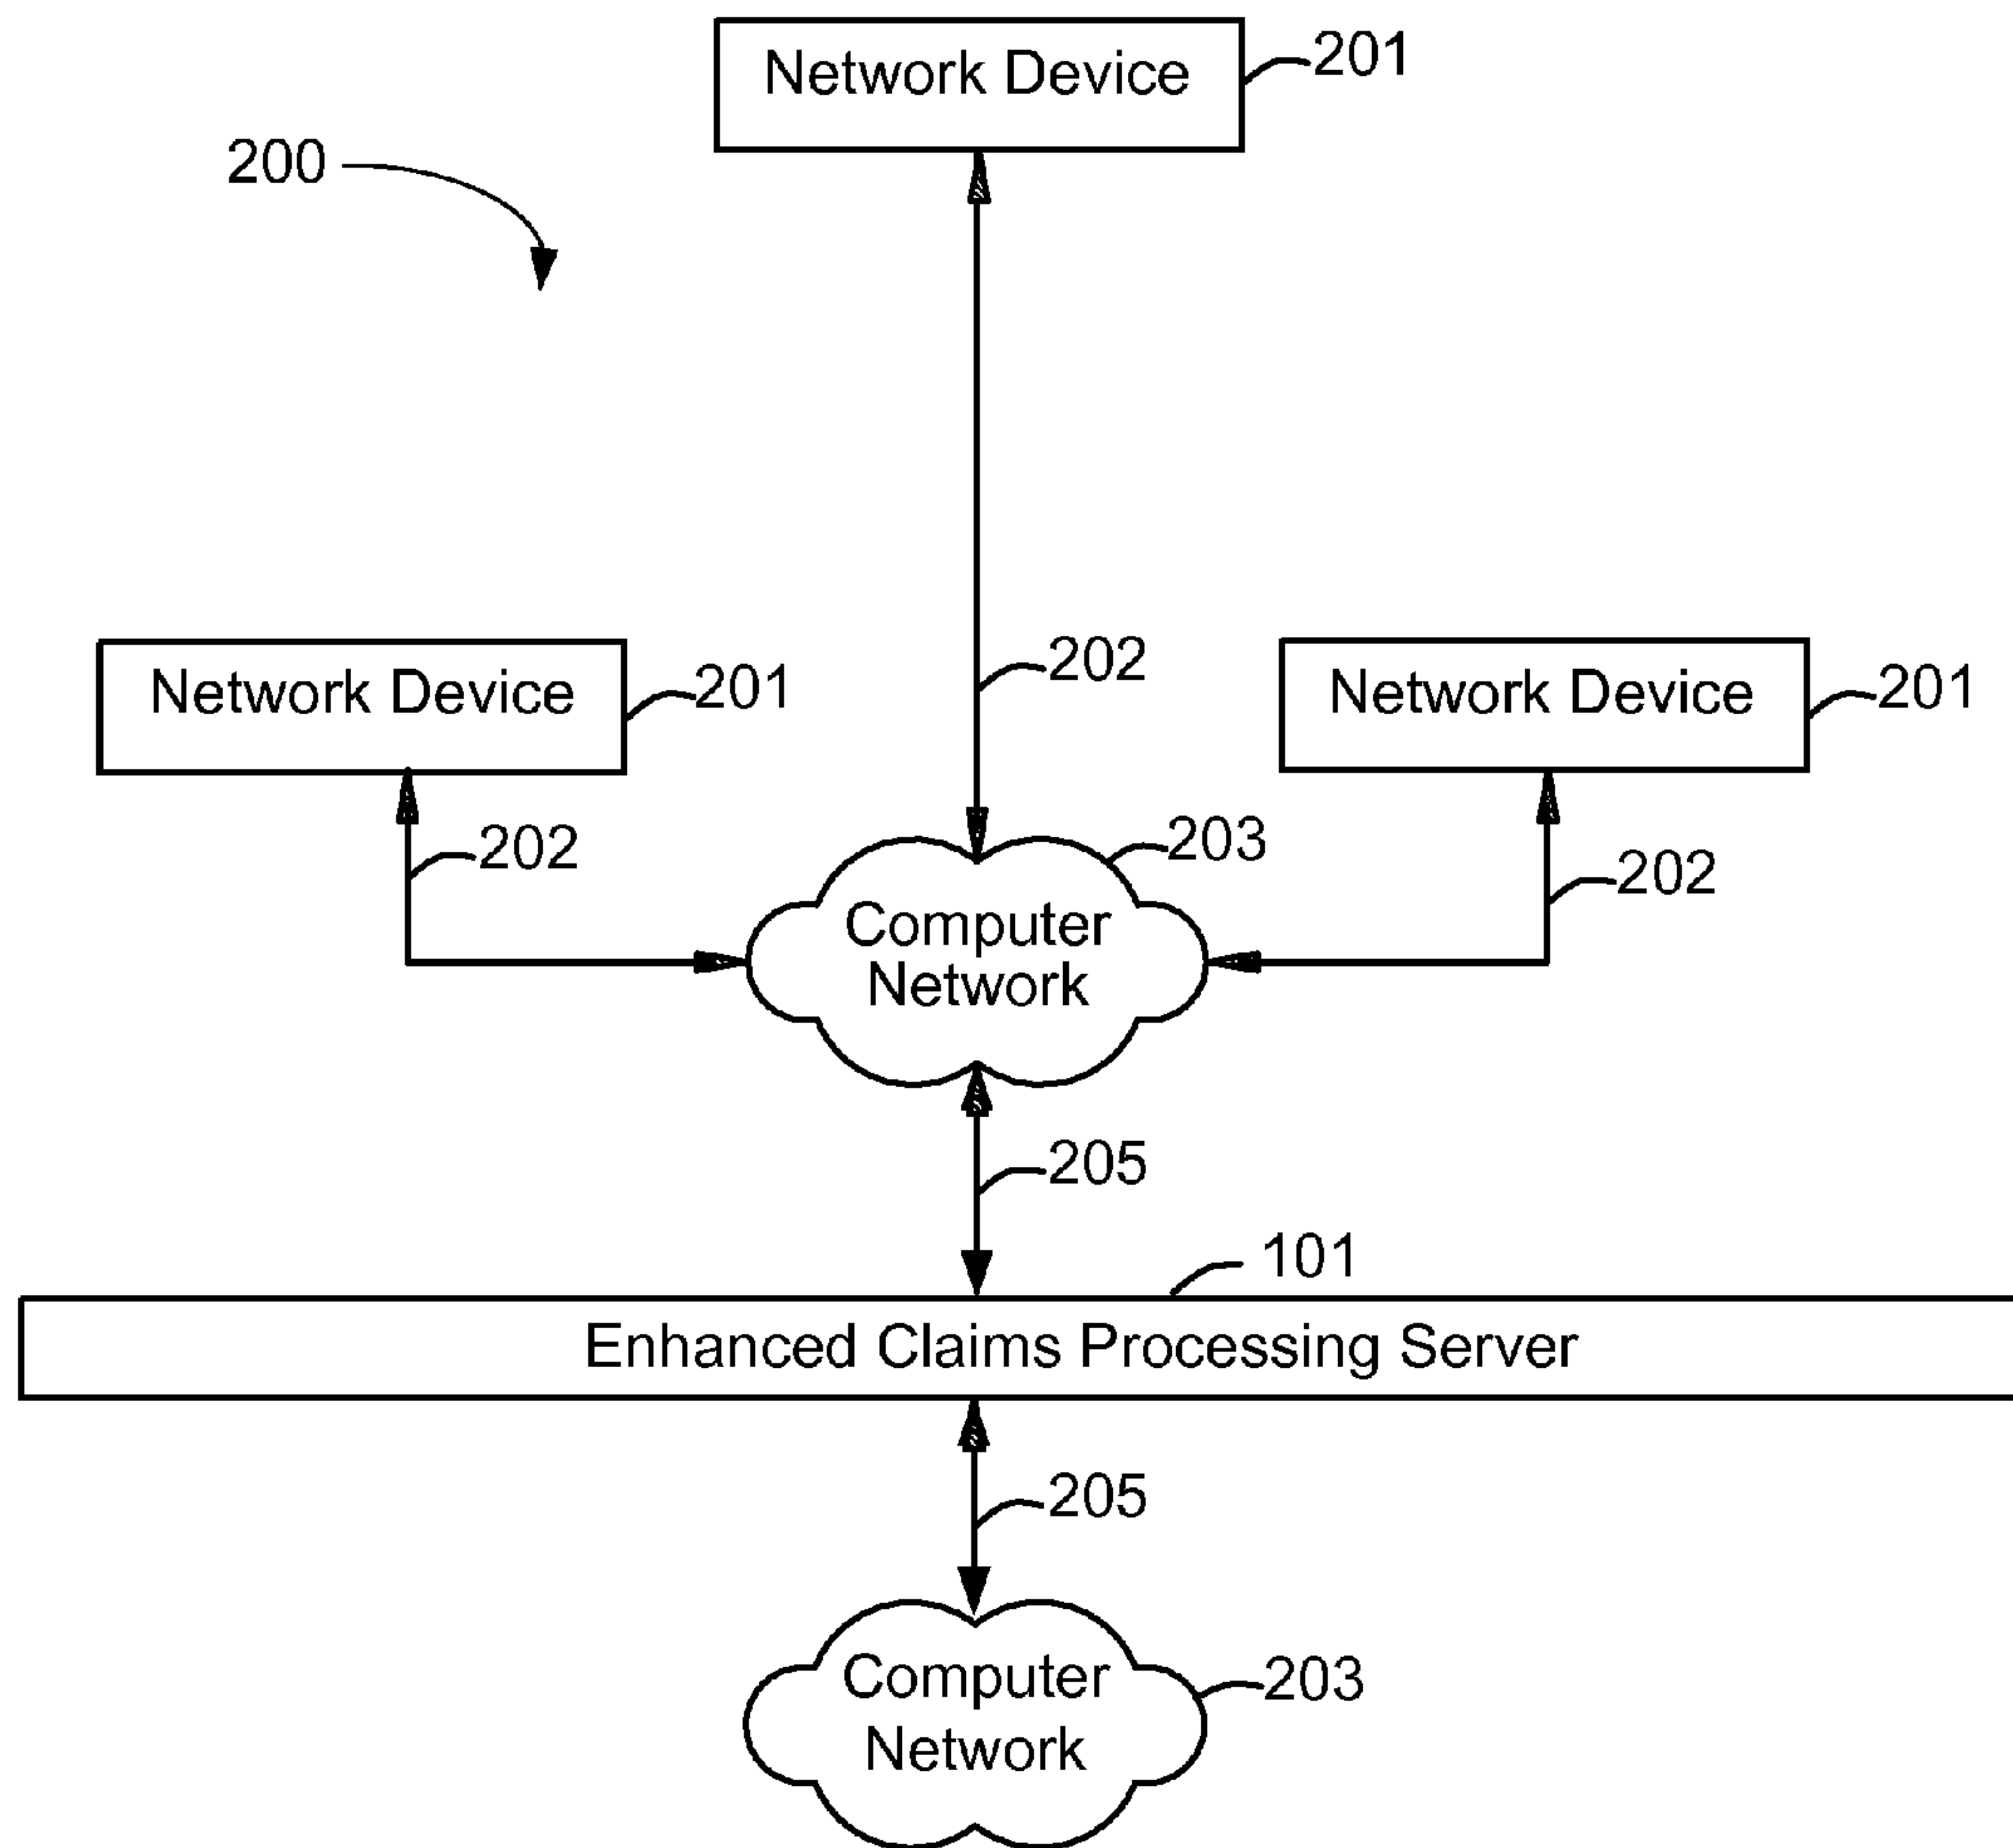 Network Device
201
200
202
Network Device
201
Network Device
201
202
203
202
Computer
Network
205
101
Enhanced Claims Processing Server
205
Computer
Network
203